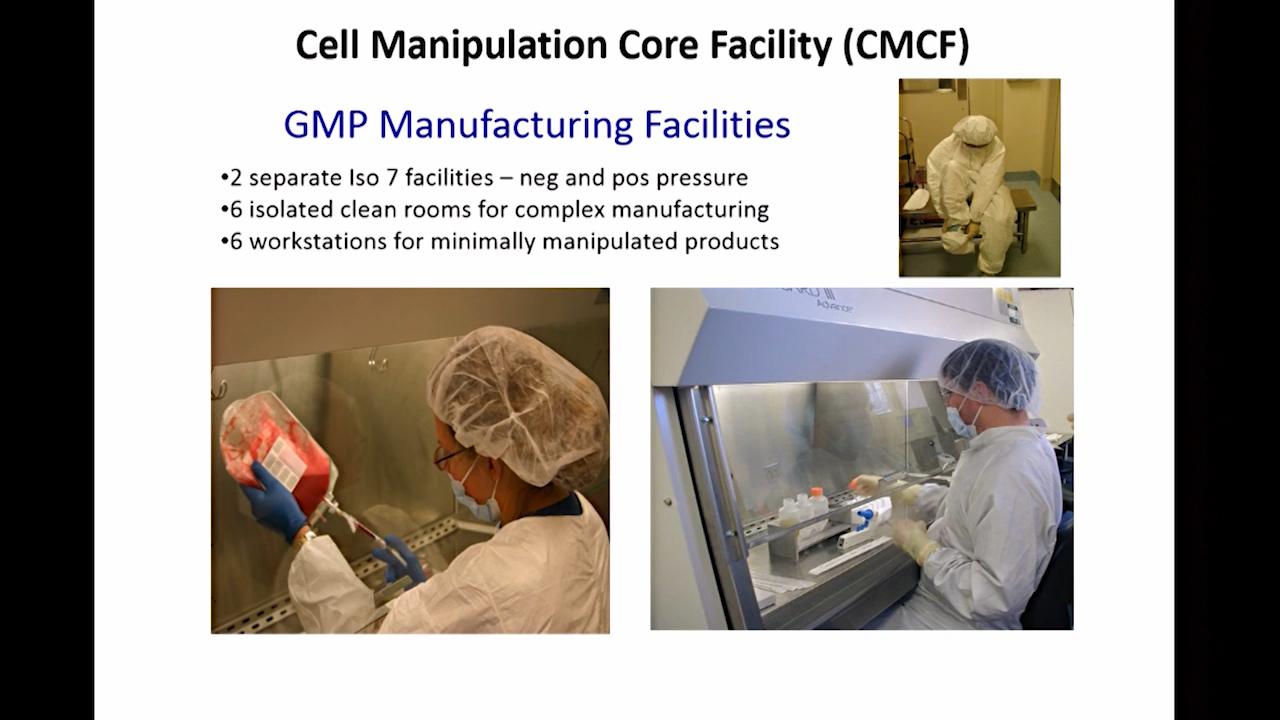 Cell Manipulation Core Facility (CMCF)
GMP Manufacturing Facilities
•2 separate Iso 7 facilities – neg and pos pressure
•6 isolated clean rooms for complex manufacturing
•6 workstations for minimally manipulated products
Advance